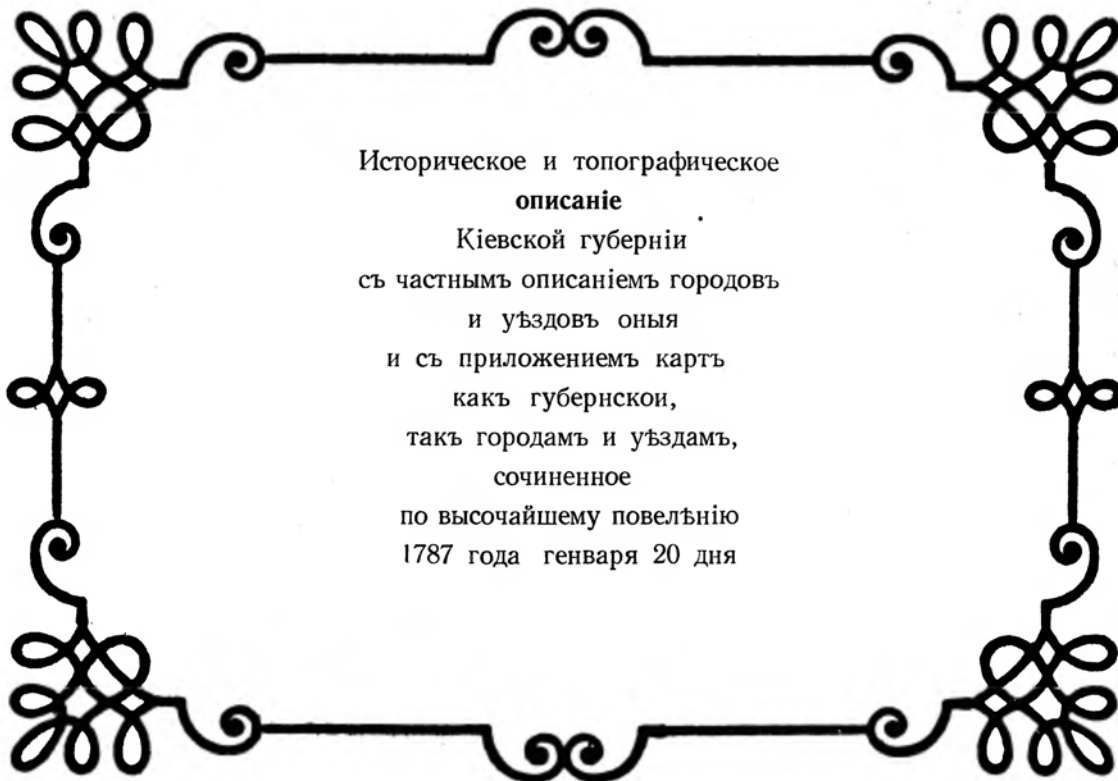 Историческое и топографическое
описаніе
Кіевской губерніи
съ частнымъ описаніемъ городовъ
и уѣздовъ оныя
и съ приложениемъ картъ
какъ губернскои,
такъ городамъ и уѣздамъ,
сочиненное
по высочайшему повелѣнію
1787 года генваря 20 дня